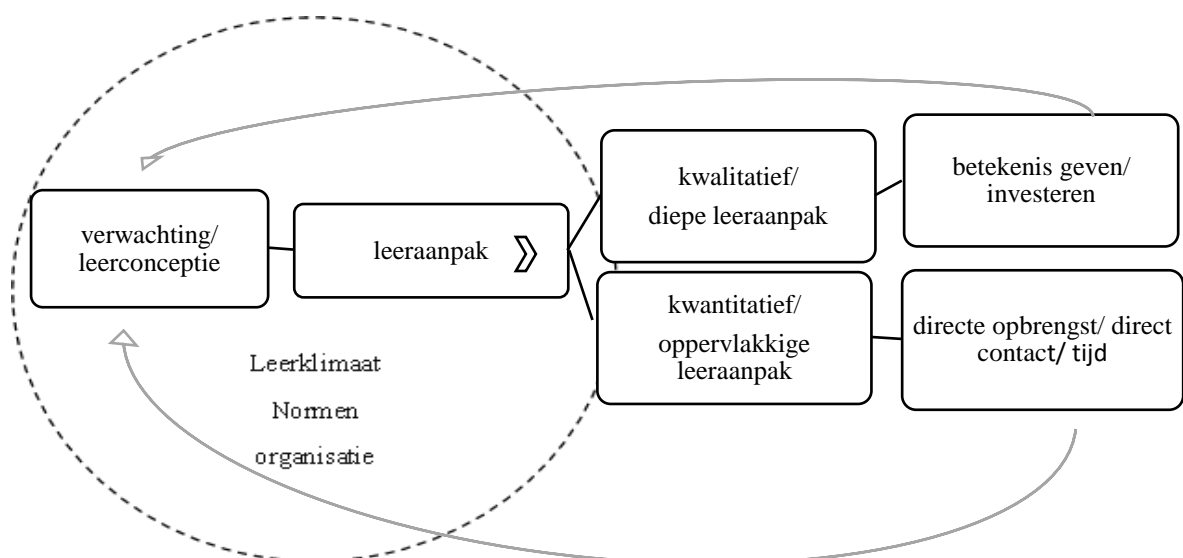 verwachting/
leerconceptie
leeraanpak
kwalitatief/
diepe leeraanpak
betekenis geven/
investeren
kwantitatief/
oppervlakkige
leeraanpak
directe opbrengst/ direct
contact/ tijd
Leerklimaat
Normen
organisatie